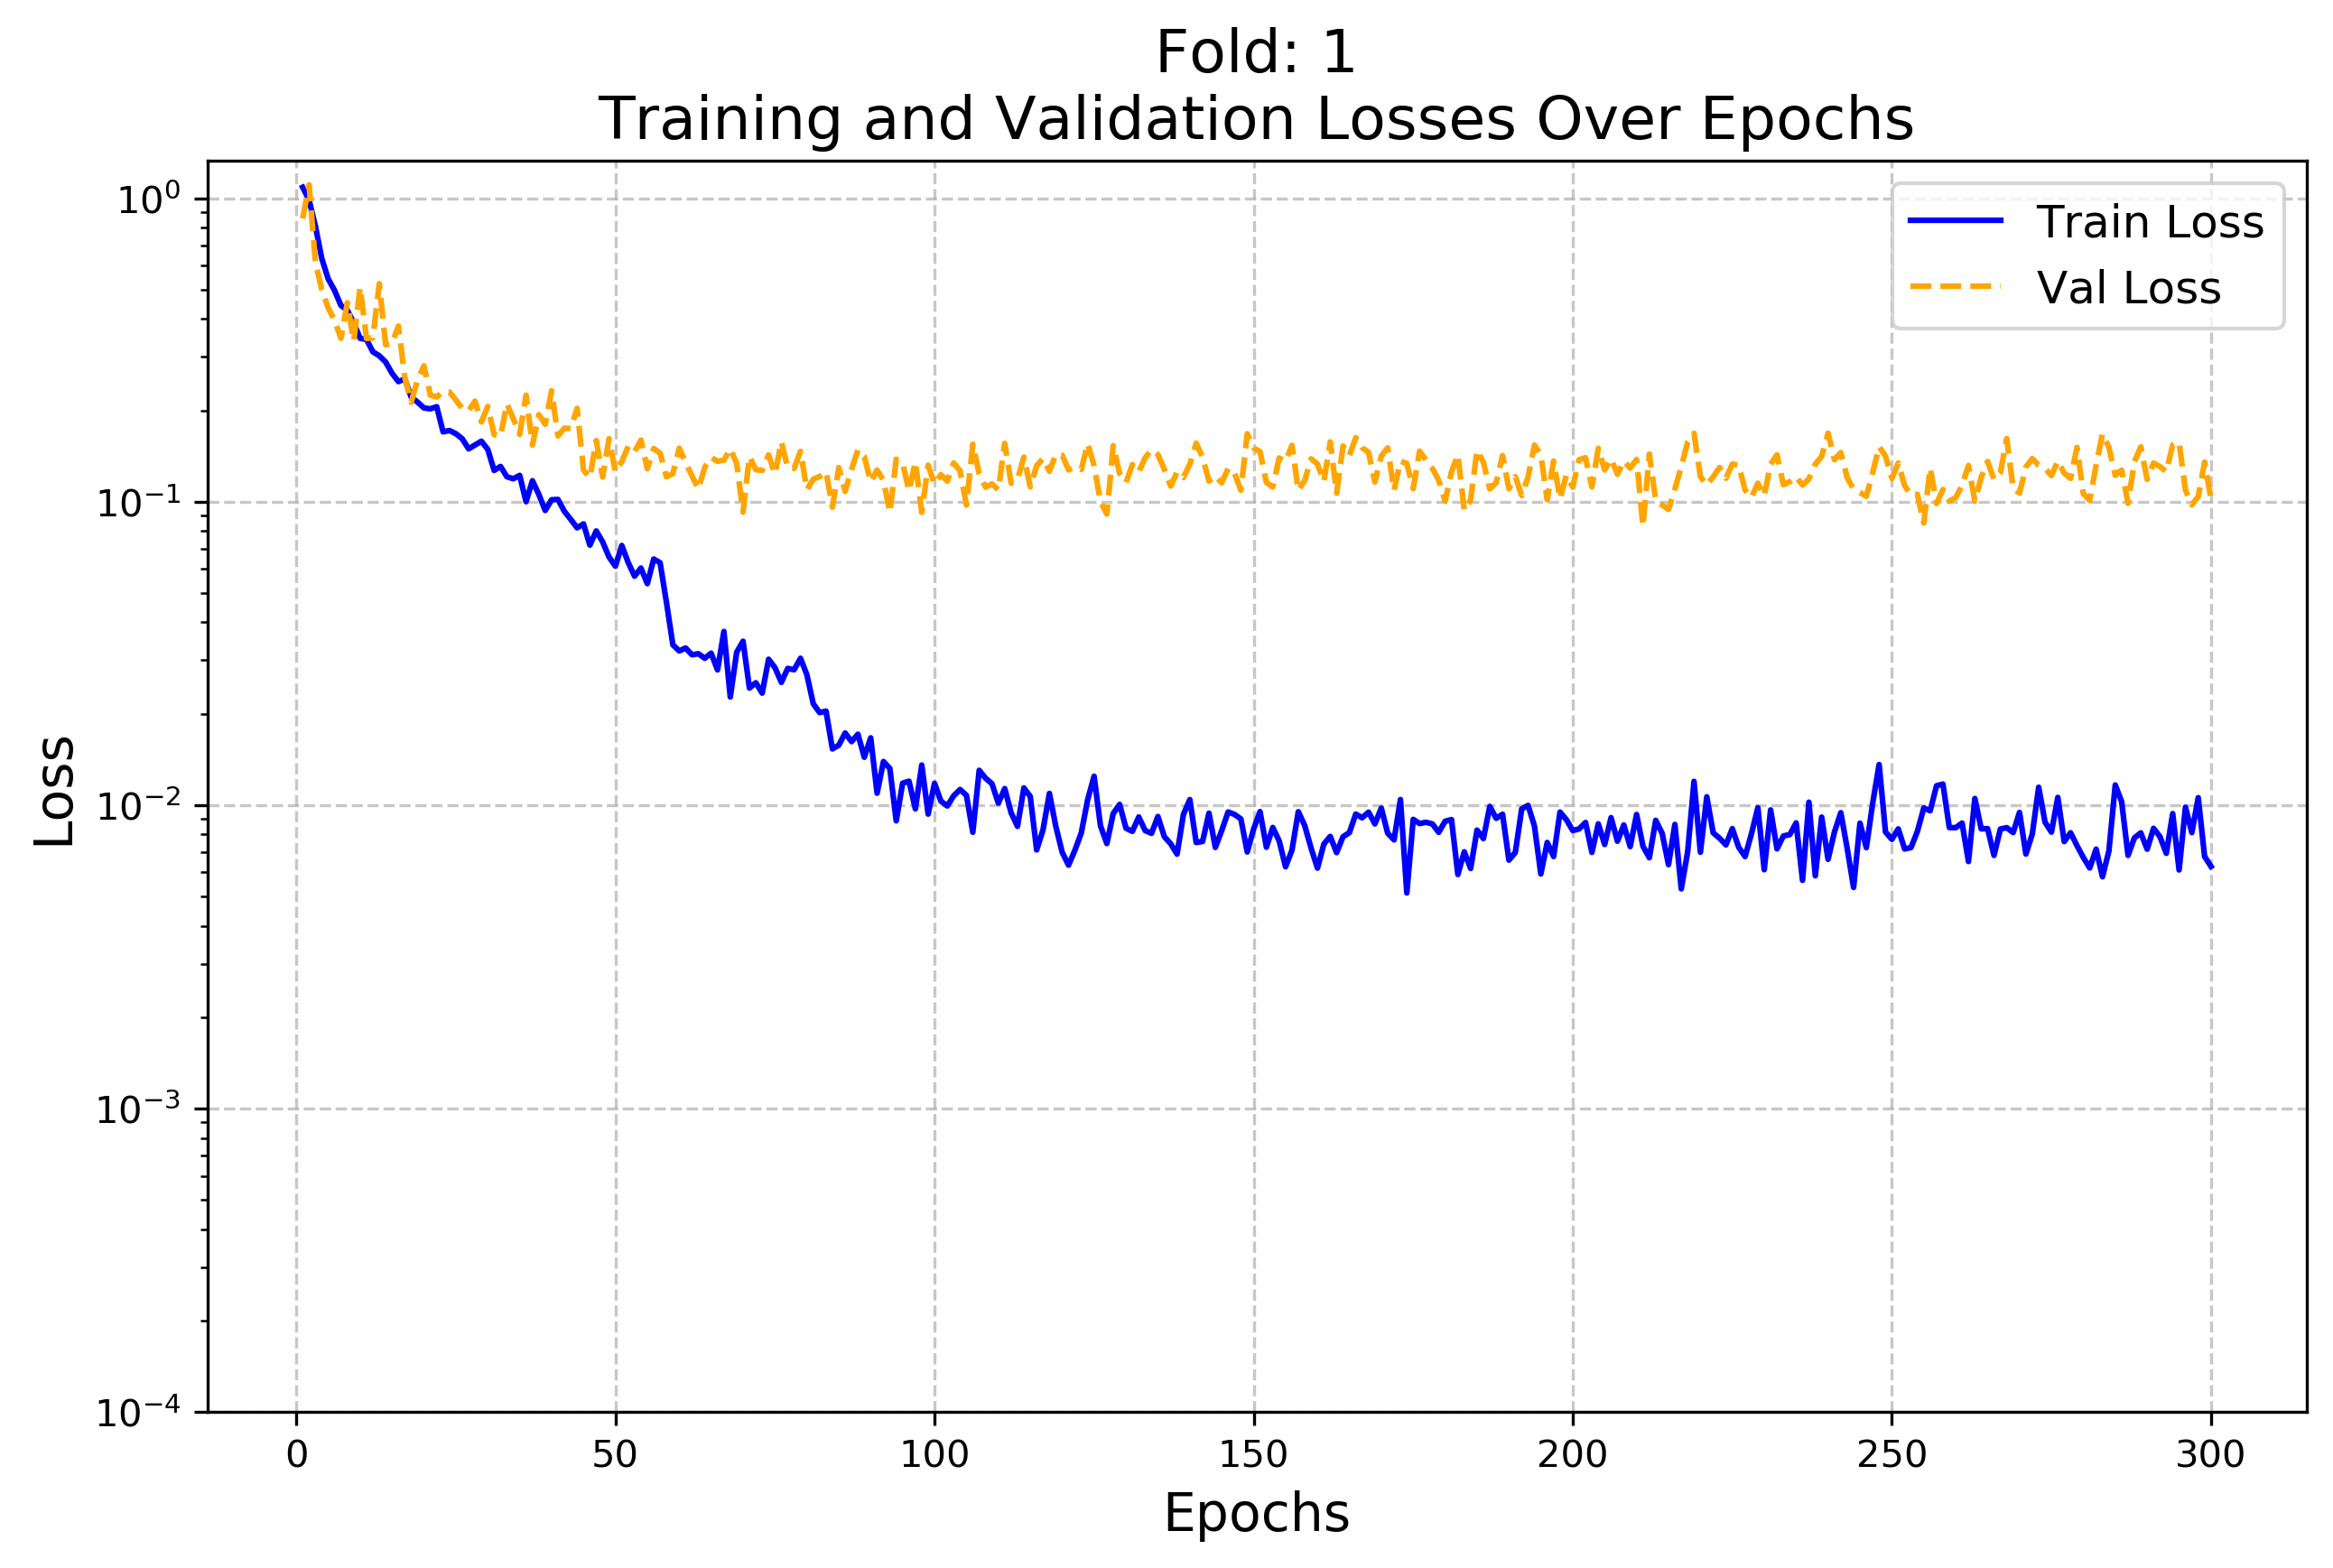 Fold: 1
Training and Validation Losses Over Epochs
Train Loss
Val Loss
Loss
10⁰
10⁻¹
10⁻²
10⁻³
10⁻⁴
0 50 100 150 200 250 300
Epochs